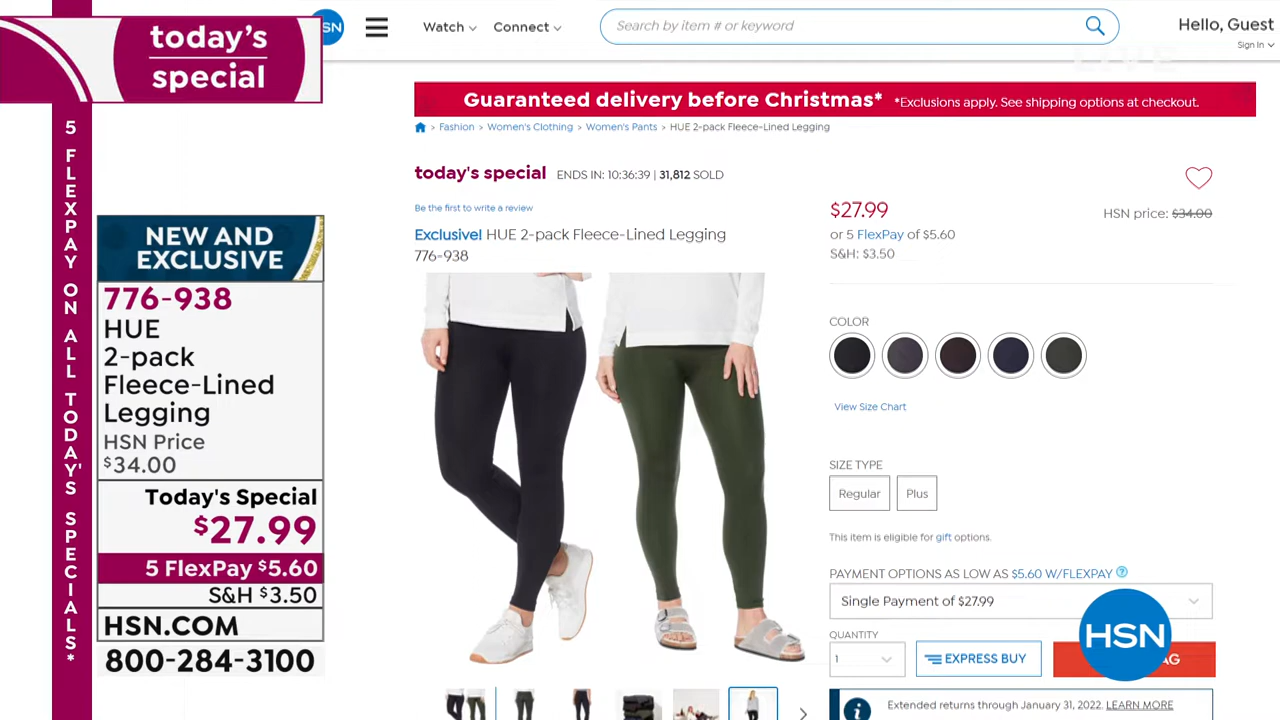 today's
special
5 FLEXPAY ON ALL TODAY'S SPECIALS*
NEW AND
EXCLUSIVE
776-938
HUE
2-pack
Fleece-Lined
Legging
HSN Price
$34.00
Today's Special
$27.99
5 FlexPay $5.60
S&H $3.50
HSN.COM
800-284-3100
SN
Watch
Connect
Search by item # or keyword
Hello, Guest
Sign In
LIVE
Guaranteed delivery before Christmas* *Exclusions apply. See shipping options at checkout.
> Fashion > Women's Clothing > Women's Pants > HUE 2-pack Fleece-Lined Legging
today's special ENDS IN: 10:36:39 | 31,812 SOLD
Be the first to write a review
Exclusive! HUE 2-pack Fleece-Lined Legging
776-938
$27.99
HSN price: $34.00
or 5 FlexPay of $5.60
S&H: $3.50
COLOR
View Size Chart
SIZE TYPE
Regular
Plus
This item is eligible for gift options.
PAYMENT OPTIONS AS LOW AS $5.60 W/FLEXPAY ?
Single Payment of $27.99
QUANTITY
1
EXPRESS BUY
AG
HSN
i
Extended returns through January 31, 2022. LEARN MORE